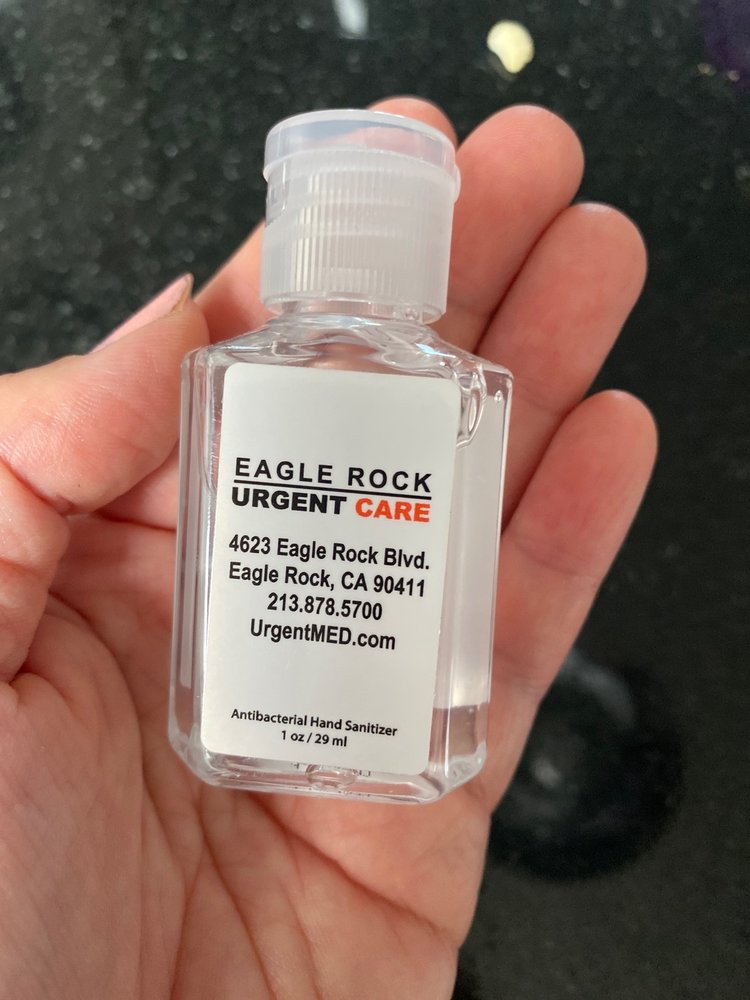 EAGLE ROCK
URGENT CARE
4623 Eagle Rock Blvd.
Eagle Rock, CA 90411
213.878.5700
UrgentMED.com
Antibacterial Hand Sanitizer
1 oz / 29 ml